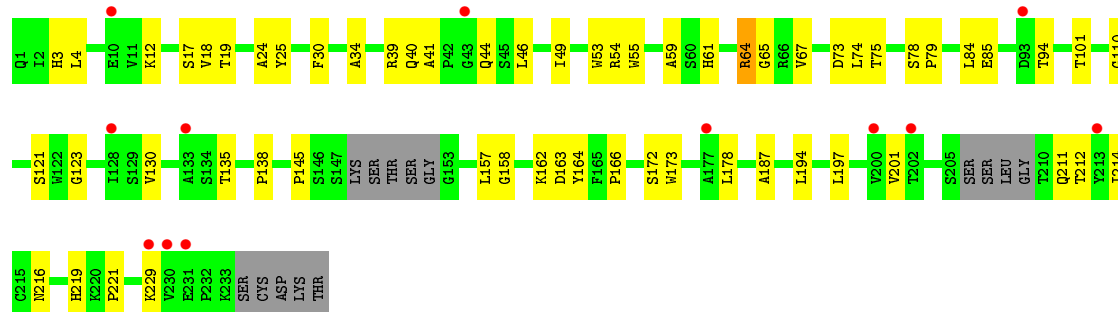 Q1 I2 H3 L4 E10 V11 K12 S17 V18 T19 A24 Y25 F30 A34 R39 Q40 A41 P42 G43 Q44 S45 L46 I49 W53 R54 W55 A59 S60 H61 R64 G65 R66 V67 D73 L74 T75 S78 P79 L84 E85 D93 T94 T101
S121 W122 G123 I128 S129 V130 A133 S134 T135 P138 P145 S146 S147 LYS SER THR SER GLY G153 L157 G158 K162 D163 Y164 F165 P166 S172 W173 A177 L178 A187 L194 L197 V200 V201 T202 S205 SER SER LEU GLY T210 Q211 T212 Y213
C215 N216 H219 K220 P221 K229 V230 E231 P232 K233 SER CYS ASP LYS THR